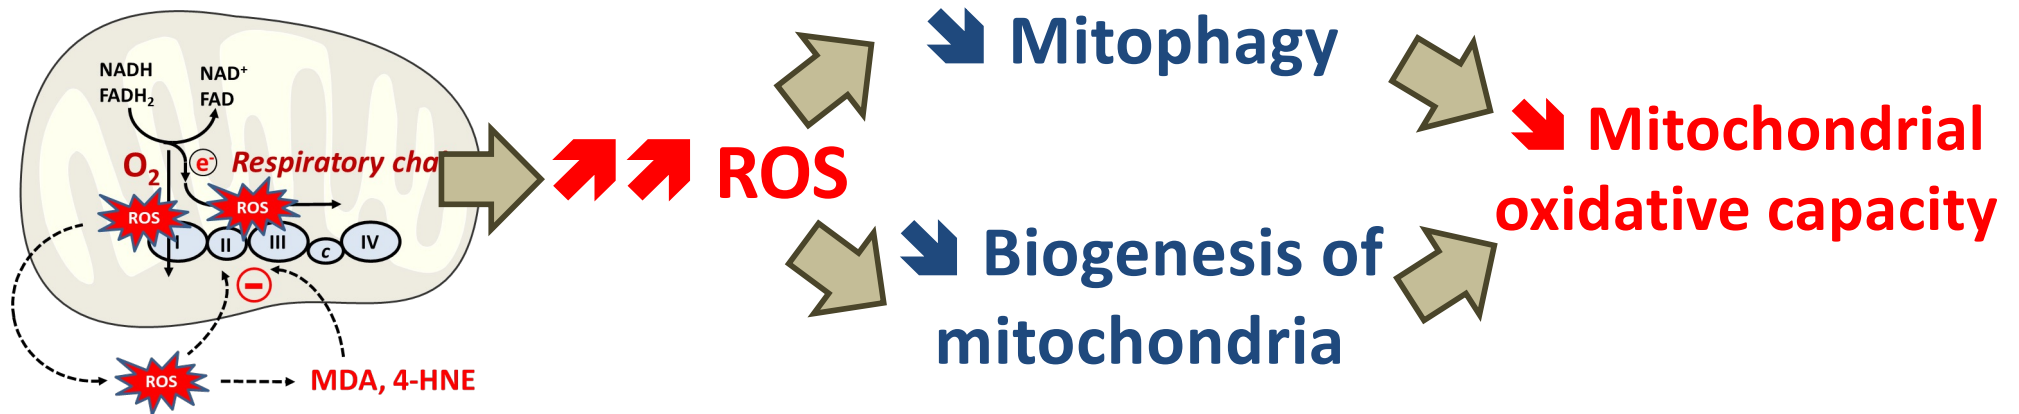 NADH
FADH₂
NAD⁺
FAD
O₂
e⁻
Respiratory cha
ROS
ROS
I
II
III
c
IV
ROS
MDA, 4-HNE
ROS
Mitophagy
Biogenesis of
mitochondria
Mitochondrial
oxidative capacity